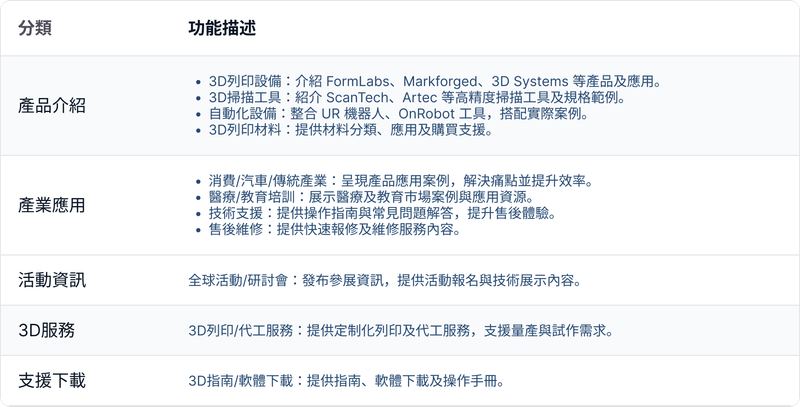 分類 功能描述
產品介紹
• 3D列印設備：介紹 FormLabs、Markforged、3D Systems 等產品及應用。
• 3D掃描工具：紹介 ScanTech、Artec 等高精度掃描工具及規格範例。
• 自動化設備：整合 UR 機器人、OnRobot 工具，搭配實際案例。
• 3D列印材料：提供材料分類、應用及購買支援。
產業應用
• 消費/汽車/傳統產業：呈現產品應用案例，解決痛點並提升效率。
• 醫療/教育培訓：展示醫療及教育市場案例與應用資源。
• 技術支援：提供操作指南與常見問題解答，提升售後體驗。
• 售後維修：提供快速報修及維修服務內容。
活動資訊 全球活動/研討會：發布參展資訊，提供活動報名與技術展示內容。
3D服務 3D列印/代工服務：提供定制化列印及代工服務，支援量產與試作需求。
支援下載 3D指南/軟體下載：提供指南、軟體下載及操作手冊。